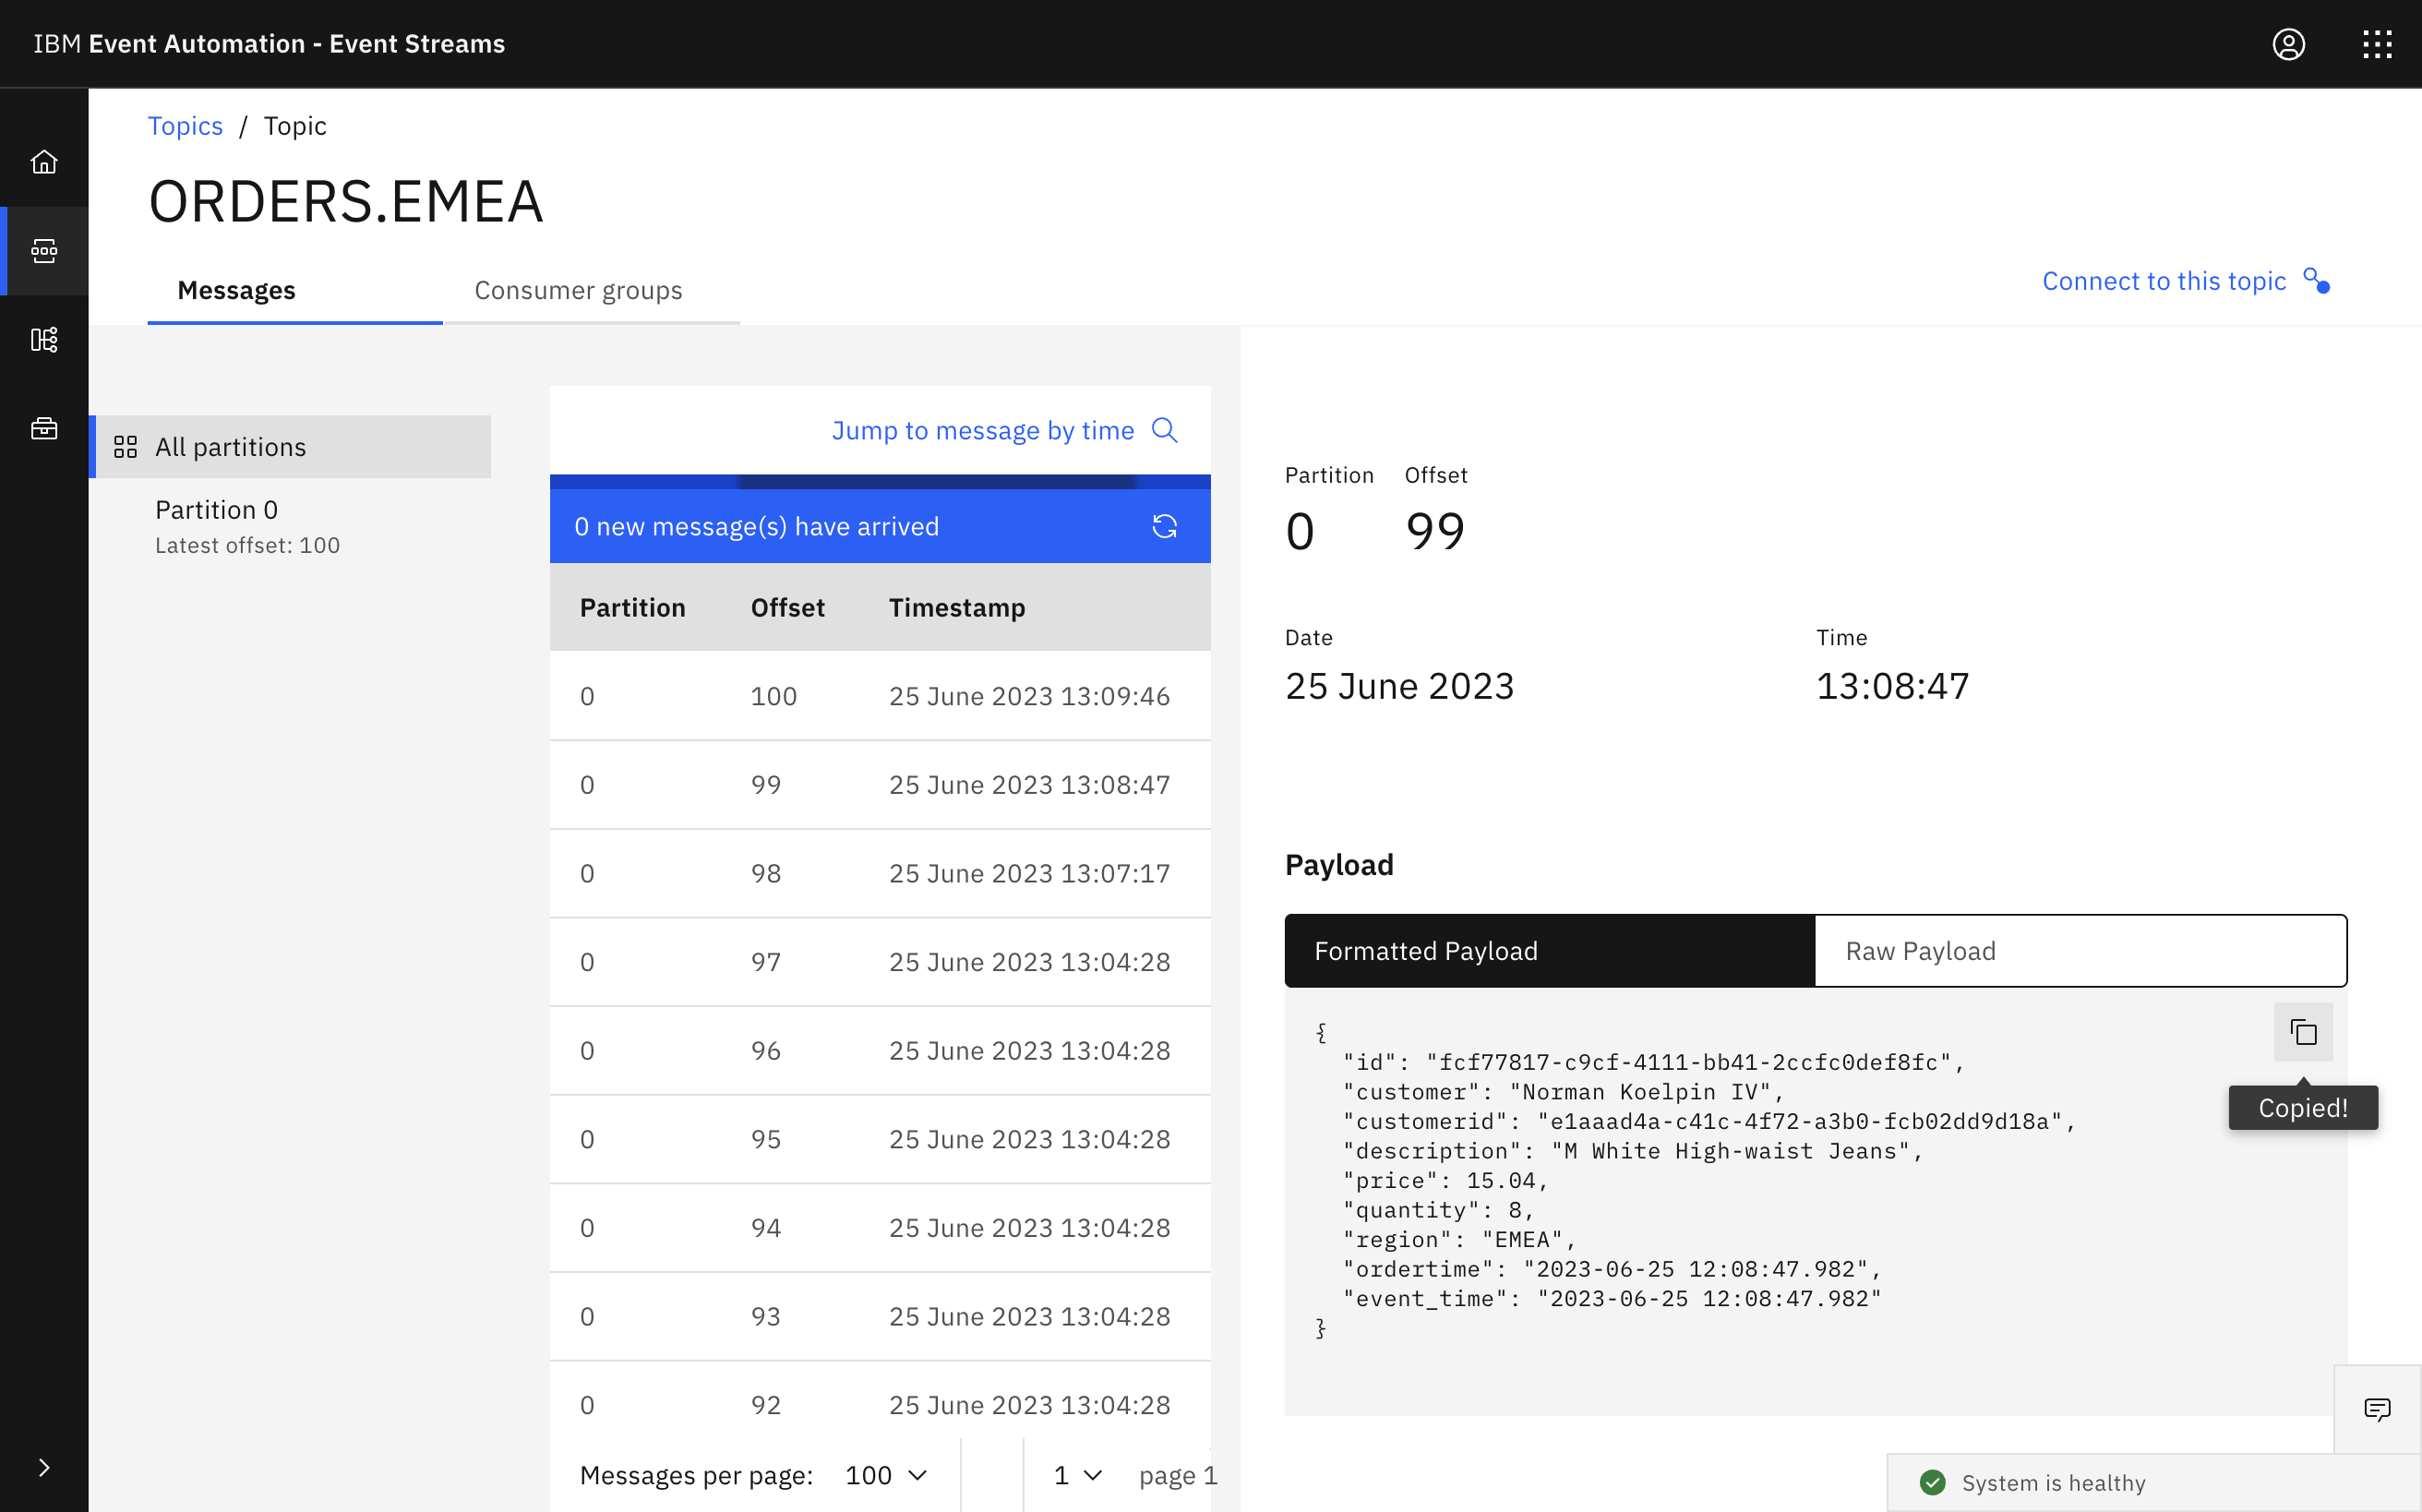 IBM Event Automation - Event Streams
Topics / Topic
ORDERS.EMEA
Messages
Consumer groups
Connect to this topic
All partitions
Partition 0
Latest offset: 100
Jump to message by time
0 new message(s) have arrived
Partition Offset Timestamp
0 100 25 June 2023 13:09:46
0 99 25 June 2023 13:08:47
0 98 25 June 2023 13:07:17
0 97 25 June 2023 13:04:28
0 96 25 June 2023 13:04:28
0 95 25 June 2023 13:04:28
0 94 25 June 2023 13:04:28
0 93 25 June 2023 13:04:28
0 92 25 June 2023 13:04:28
Messages per page: 100 1 page 1
Partition Offset
0 99
Date Time
25 June 2023 13:08:47
Payload
Formatted Payload Raw Payload
{
"id": "fcf77817-c9cf-4111-bb41-2ccfc0def8fc",
"customer": "Norman Koelpin IV",
"customerid": "e1aaad4a-c41c-4f72-a3b0-fcb02dd9d18a",
"description": "M White High-waist Jeans",
"price": 15.04,
"quantity": 8,
"region": "EMEA",
"ordertime": "2023-06-25 12:08:47.982",
"event_time": "2023-06-25 12:08:47.982"
}
Copied!
System is healthy